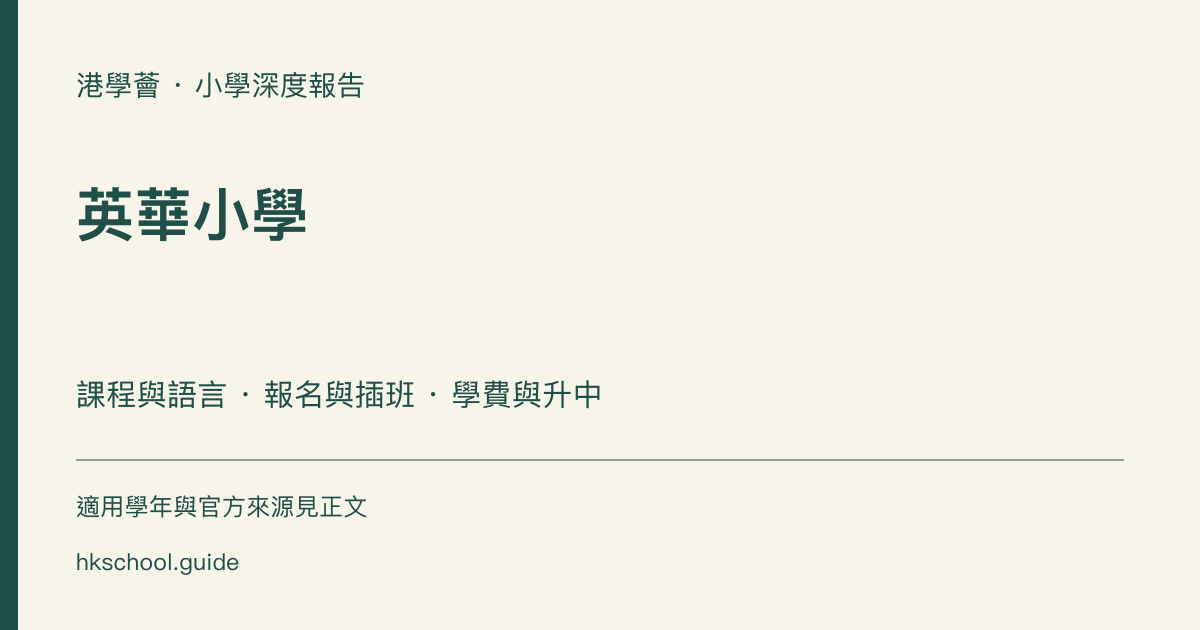 港學薈 · 小學深度報告
英華小學
課程與語言 · 報名與插班 · 學費與升中
適用學年與官方來源見正文
hkschool.guide